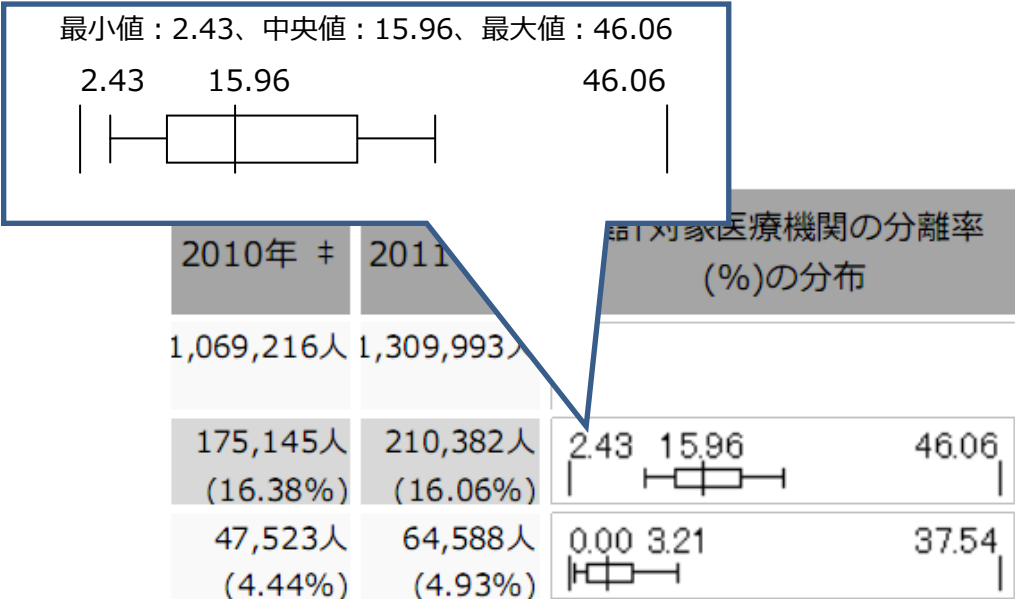 最小値：2.43、中央値：15.96、最大値：46.06
2.43 15.96 46.06
2010年 ‡ 2011 対象医療機関の分離率
(%)の分布
1,069,216人 1,309,993人
175,145人 210,382人 2.43 15.96 46.06
(16.38%) (16.06%)
47,523人 64,588人 0.00 3.21 37.54
(4.44%) (4.93%)